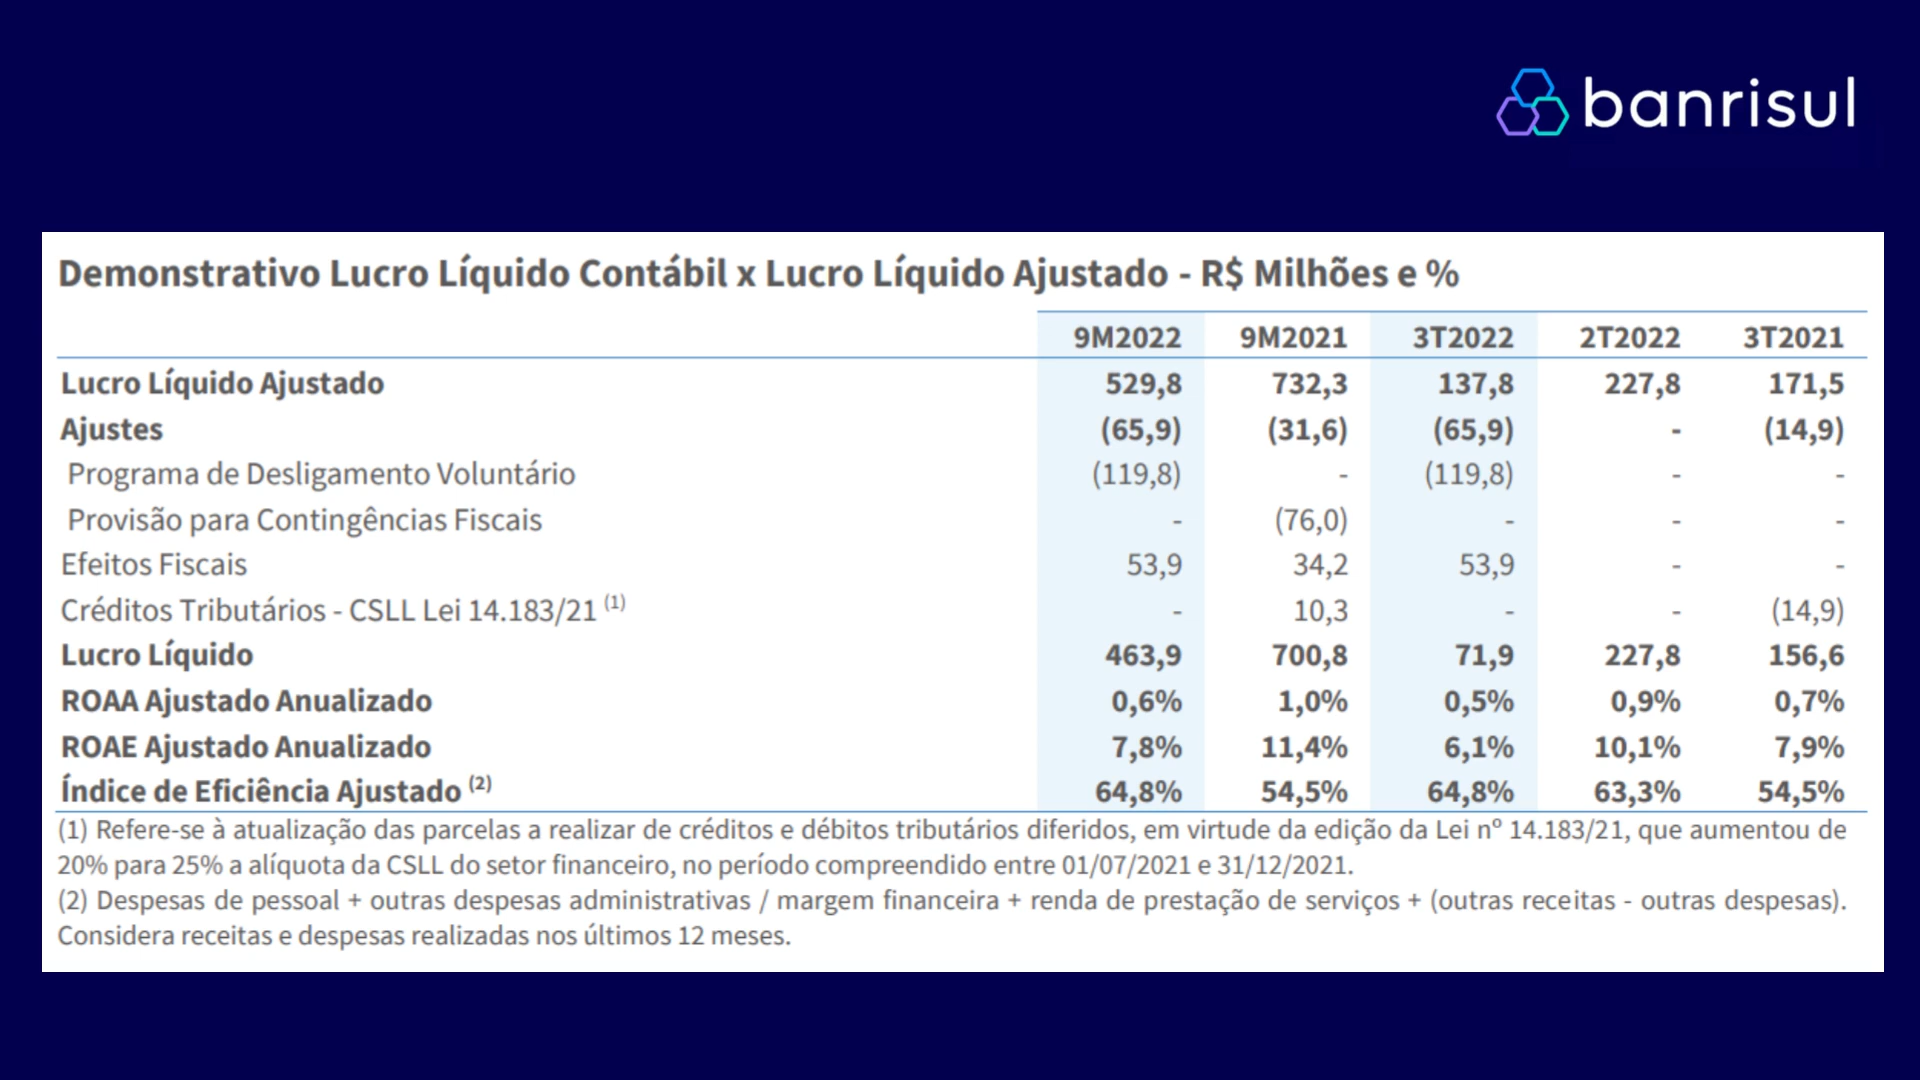 banrisul
Demonstrativo Lucro Líquido Contábil x Lucro Líquido Ajustado - R$ Milhões e %
9M2022 9M2021 3T2022 2T2022 3T2021
Lucro Líquido Ajustado 529,8 732,3 137,8 227,8 171,5
Ajustes (65,9) (31,6) (65,9) - (14,9)
Programa de Desligamento Voluntário (119,8) - (119,8) - -
Provisão para Contingências Fiscais - (76,0) - - -
Efeitos Fiscais 53,9 34,2 53,9 - -
Créditos Tributários - CSLL Lei 14.183/21 (1) - 10,3 - - (14,9)
Lucro Líquido 463,9 700,8 71,9 227,8 156,6
ROAA Ajustado Anualizado 0,6% 1,0% 0,5% 0,9% 0,7%
ROAE Ajustado Anualizado 7,8% 11,4% 6,1% 10,1% 7,9%
Índice de Eficiência Ajustado (2) 64,8% 54,5% 64,8% 63,3% 54,5%
(1) Refere-se à atualização das parcelas a realizar de créditos e débitos tributários diferidos, em virtude da edição da Lei nº 14.183/21, que aumentou de
20% para 25% a alíquota da CSLL do setor financeiro, no período compreendido entre 01/07/2021 e 31/12/2021.
(2) Despesas de pessoal + outras despesas administrativas / margem financeira + renda de prestação de serviços + (outras receitas - outras despesas).
Considera receitas e despesas realizadas nos últimos 12 meses.